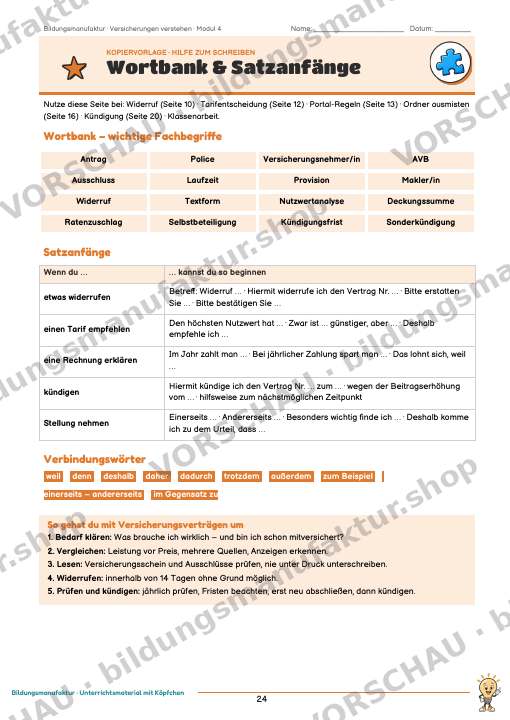 Bildungsmanufaktur · Versicherungen verstehen · Modul 4 Name: Datum:
KOPIERVORLAGE · HILFE ZUM SCHREIBEN
Wortbank & Satzanfänge
Nutze diese Seite bei: Widerruf (Seite 10) · Tarifentscheidung (Seite 12) · Portal-Regeln (Seite 13) · Ordner ausmisten
(Seite 16) · Kündigung (Seite 20) · Klassenarbeit.
Wortbank – wichtige Fachbegriffe
Antrag Police Versicherungsnehmer/in AVB
Ausschluss Laufzeit Provision Makler/in
Widerruf Textform Nutzwertanalyse Deckungssumme
Ratenzuschlag Selbstbeteiligung Kündigungsfrist Sonderkündigung
Satzanfänge
Wenn du ... ... kannst du so beginnen
etwas widerrufen
Betreff: Widerruf ... · Hiermit widerrufe ich den Vertrag Nr. ... · Bitte erstatten
Sie ... · Bitte bestätigen Sie ...
einen Tarif empfehlen
Den höchsten Nutzwert hat ... · Zwar ist ... günstiger, aber ... · Deshalb
empfehle ich ...
eine Rechnung erklären
Im Jahr zahlt man ... · Bei jährlicher Zahlung spart man ... · Das lohnt sich, weil
...
kündigen
Hiermit kündige ich den Vertrag Nr. ... zum ... · wegen der Beitragserhöhung
vom ... · hilfsweise zum nächstmöglichen Zeitpunkt
Stellung nehmen
Einerseits ... · Andererseits ... · Besonders wichtig finde ich ... · Deshalb komme
ich zu dem Urteil, dass ...
Verbindungswörter
weil denn deshalb daher dadurch trotzdem außerdem zum Beispiel
einerseits – andererseits im Gegensatz zu
So gehst du mit Versicherungsverträgen um
1. Bedarf klären: Was brauche ich wirklich – und bin ich schon mitversichert?
2. Vergleichen: Leistung vor Preis, mehrere Quellen, Anzeigen erkennen.
3. Lesen: Versicherungsschein und Ausschlüsse prüfen, nie unter Druck unterschreiben.
4. Widerrufen: innerhalb von 14 Tagen ohne Grund möglich.
5. Prüfen und kündigen: jährlich prüfen, Fristen beachten, erst neu abschließen, dann kündigen.
Bildungsmanufaktur · Unterrichtsmaterial mit Köpfchen
24
VORSCHAU · bildungsmanufaktur.shop